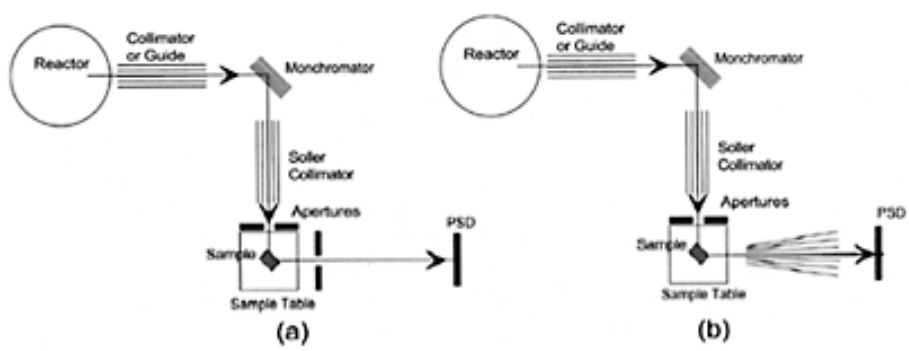 Collimator
or Guide
Reactor
Monchromator
Soller
Collimator
Apertures
PSD
Sample
Sample Table
(a)
Collimator
or Guide
Reactor
Monchromator
Soller
Collimator
Apertures
PSD
Sample
Sample Table
(b)